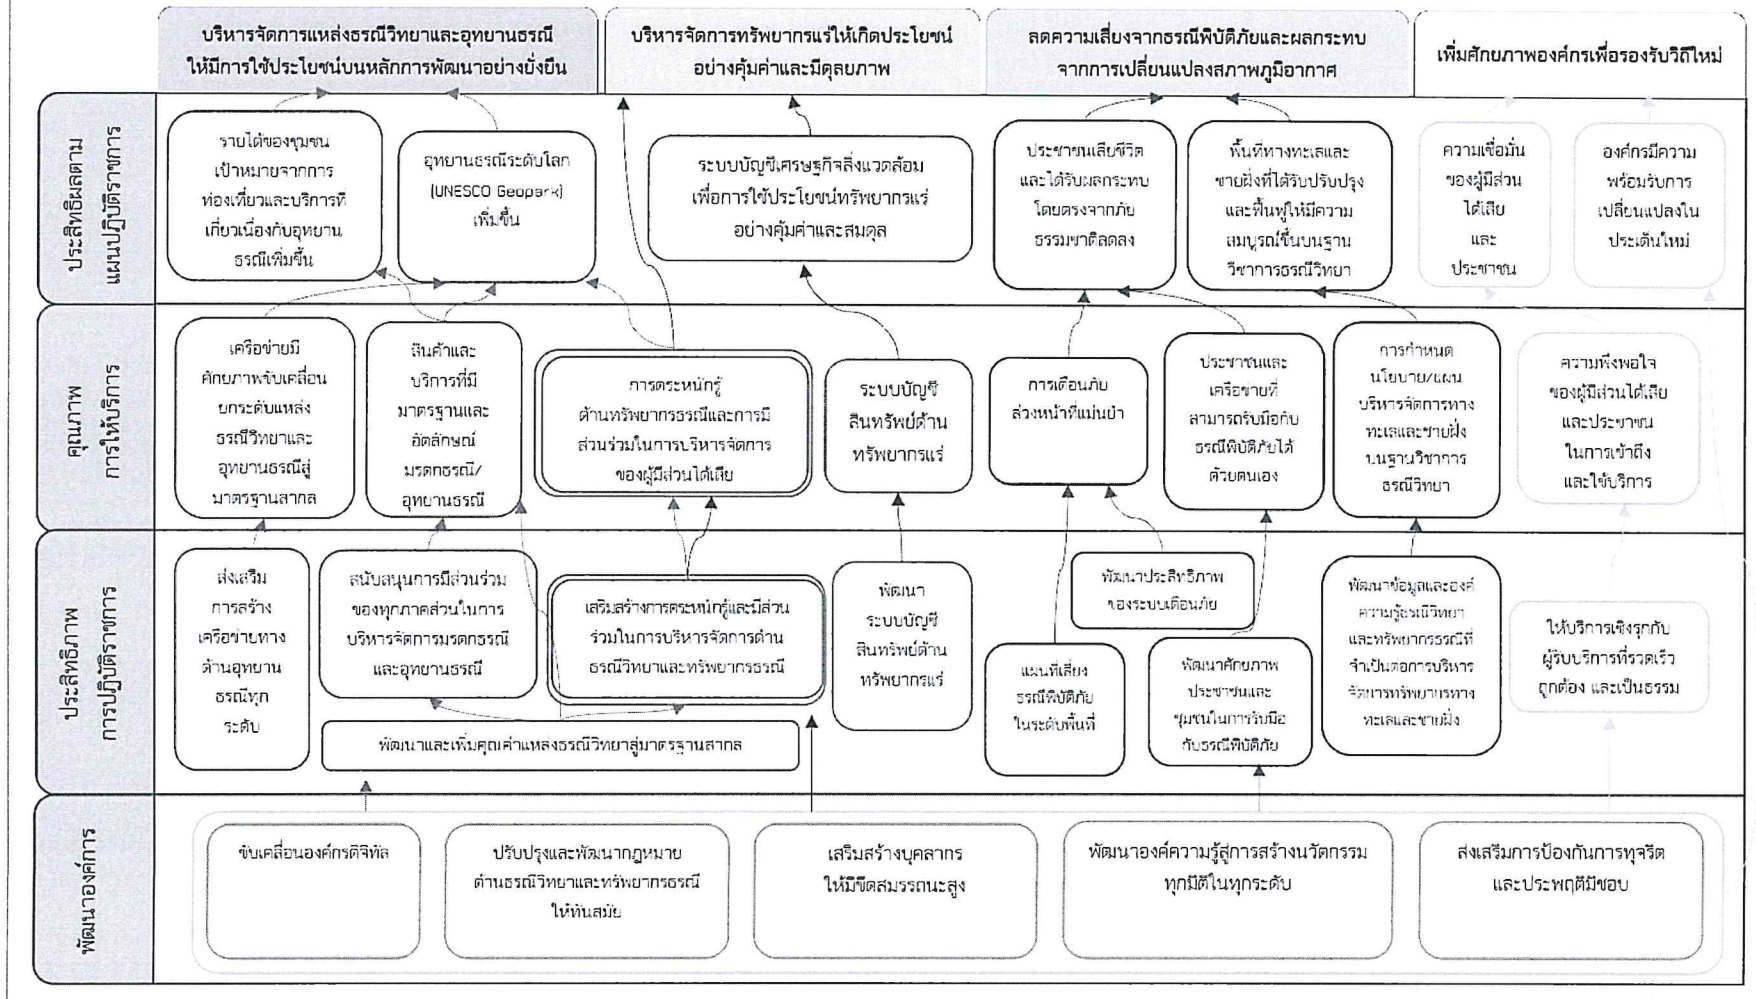 บริหารจัดการแหล่งธรณีวิทยาและอุทยานธรณี
ให้มีการใช้ประโยชน์บนหลักการพัฒนาอย่างยั่งยืน
บริหารจัดการทรัพยากรแร่ให้เกิดประโยชน์
อย่างคุ้มค่าและมีดุลยภาพ
ลดความเสี่ยงจากธรณีพิบัติภัยและผลกระทบ
จากการเปลี่ยนแปลงสภาพภูมิอากาศ
เพิ่มศักยภาพองค์กรเพื่อรองรับวิถีใหม่
ประสิทธิผลตาม
แผนปฏิบัติราชการ
รายได้ของชุมชน
เป้าหมายจากการ
ท่องเที่ยวและบริการที่
เกี่ยวเนื่องกับอุทยาน
ธรณีเพิ่มขึ้น
อุทยานธรณีระดับโลก
(UNESCO Geopark)
เพิ่มขึ้น
ระบบบัญชีเศรษฐกิจสิ่งแวดล้อม
เพื่อการใช้ประโยชน์ทรัพยากรแร่
อย่างคุ้มค่าและสมดุล
ประชาชนเสียชีวิต
และได้รับผลกระทบ
โดยตรงจากภัย
ธรรมชาติลดลง
พื้นที่ทางทะเลและ
ชายฝั่งที่ได้รับปรับปรุง
และฟื้นฟูให้มีความ
สมบูรณ์ขึ้นบนฐาน
วิชาการธรณีวิทยา
ความเชื่อมั่น
ของผู้มีส่วน
ได้เสีย
และ
ประชาชน
องค์กรมีความ
พร้อมรับการ
เปลี่ยนแปลงใน
ประเด็นใหม่
คุณภาพ
การให้บริการ
เครือข่ายมี
ศักยภาพขับเคลื่อน
ยกระดับแหล่ง
ธรณีวิทยาและ
อุทยานธรณีสู่
มาตรฐานสากล
สินค้าและ
บริการที่มี
มาตรฐานและ
อัตลักษณ์
มรดกธรณี/
อุทยานธรณี
การตระหนักรู้
ด้านทรัพยากรธรณีและการมี
ส่วนร่วมในการบริหารจัดการ
ของผู้มีส่วนได้เสีย
ระบบบัญชี
สินทรัพย์ด้าน
ทรัพยากรแร่
การเตือนภัย
ล่วงหน้าที่แม่นยำ
ประชาชนและ
เครือข่ายที่
สามารถรับมือกับ
ธรณีพิบัติภัยได้
ด้วยตนเอง
การกำหนด
นโยบาย/แผน
บริหารจัดการทาง
ทะเลและชายฝั่ง
บนฐานวิชาการ
ธรณีวิทยา
ความพึงพอใจ
ของผู้มีส่วนได้เสีย
และประชาชน
ในการเข้าถึง
และใช้บริการ
ประสิทธิภาพ
การปฏิบัติราชการ
ส่งเสริม
การสร้าง
เครือข่ายทาง
ด้านอุทยาน
ธรณีทุก
ระดับ
สนับสนุนการมีส่วนร่วม
ของทุกภาคส่วนในการ
บริหารจัดการมรดกธรณี
และอุทยานธรณี
เสริมสร้างการตระหนักรู้และมีส่วน
ร่วมในการบริหารจัดการด้าน
ธรณีวิทยาและทรัพยากรธรณี
พัฒนาและเพิ่มคุณค่าแหล่งธรณีวิทยาสู่มาตรฐานสากล
พัฒนา
ระบบบัญชี
สินทรัพย์ด้าน
ทรัพยากรแร่
แผนที่เสี่ยง
ธรณีพิบัติภัย
ในระดับพื้นที่
พัฒนาประสิทธิภาพ
ของระบบเตือนภัย
พัฒนาศักยภาพ
ประชาชนและ
ชุมชนในการรับมือ
กับธรณีพิบัติภัย
พัฒนาข้อมูลและองค์
ความรู้ธรณีวิทยา
และทรัพยากรธรณีที่
จำเป็นต่อการบริหาร
จัดการทรัพยากรทาง
ทะเลและชายฝั่ง
ให้บริการเชิงรุกกับ
ผู้รับบริการที่รวดเร็ว
ถูกต้อง และเป็นธรรม
พัฒนาองค์การ
ขับเคลื่อนองค์กรดิจิทัล
ปรับปรุงและพัฒนากฎหมาย
ด้านธรณีวิทยาและทรัพยากรธรณี
ให้ทันสมัย
เสริมสร้างบุคลากร
ให้มีขีดสมรรถนะสูง
พัฒนาองค์ความรู้สู่การสร้างนวัตกรรม
ทุกมิติในทุกระดับ
ส่งเสริมการป้องกันการทุจริต
และประพฤติมิชอบ